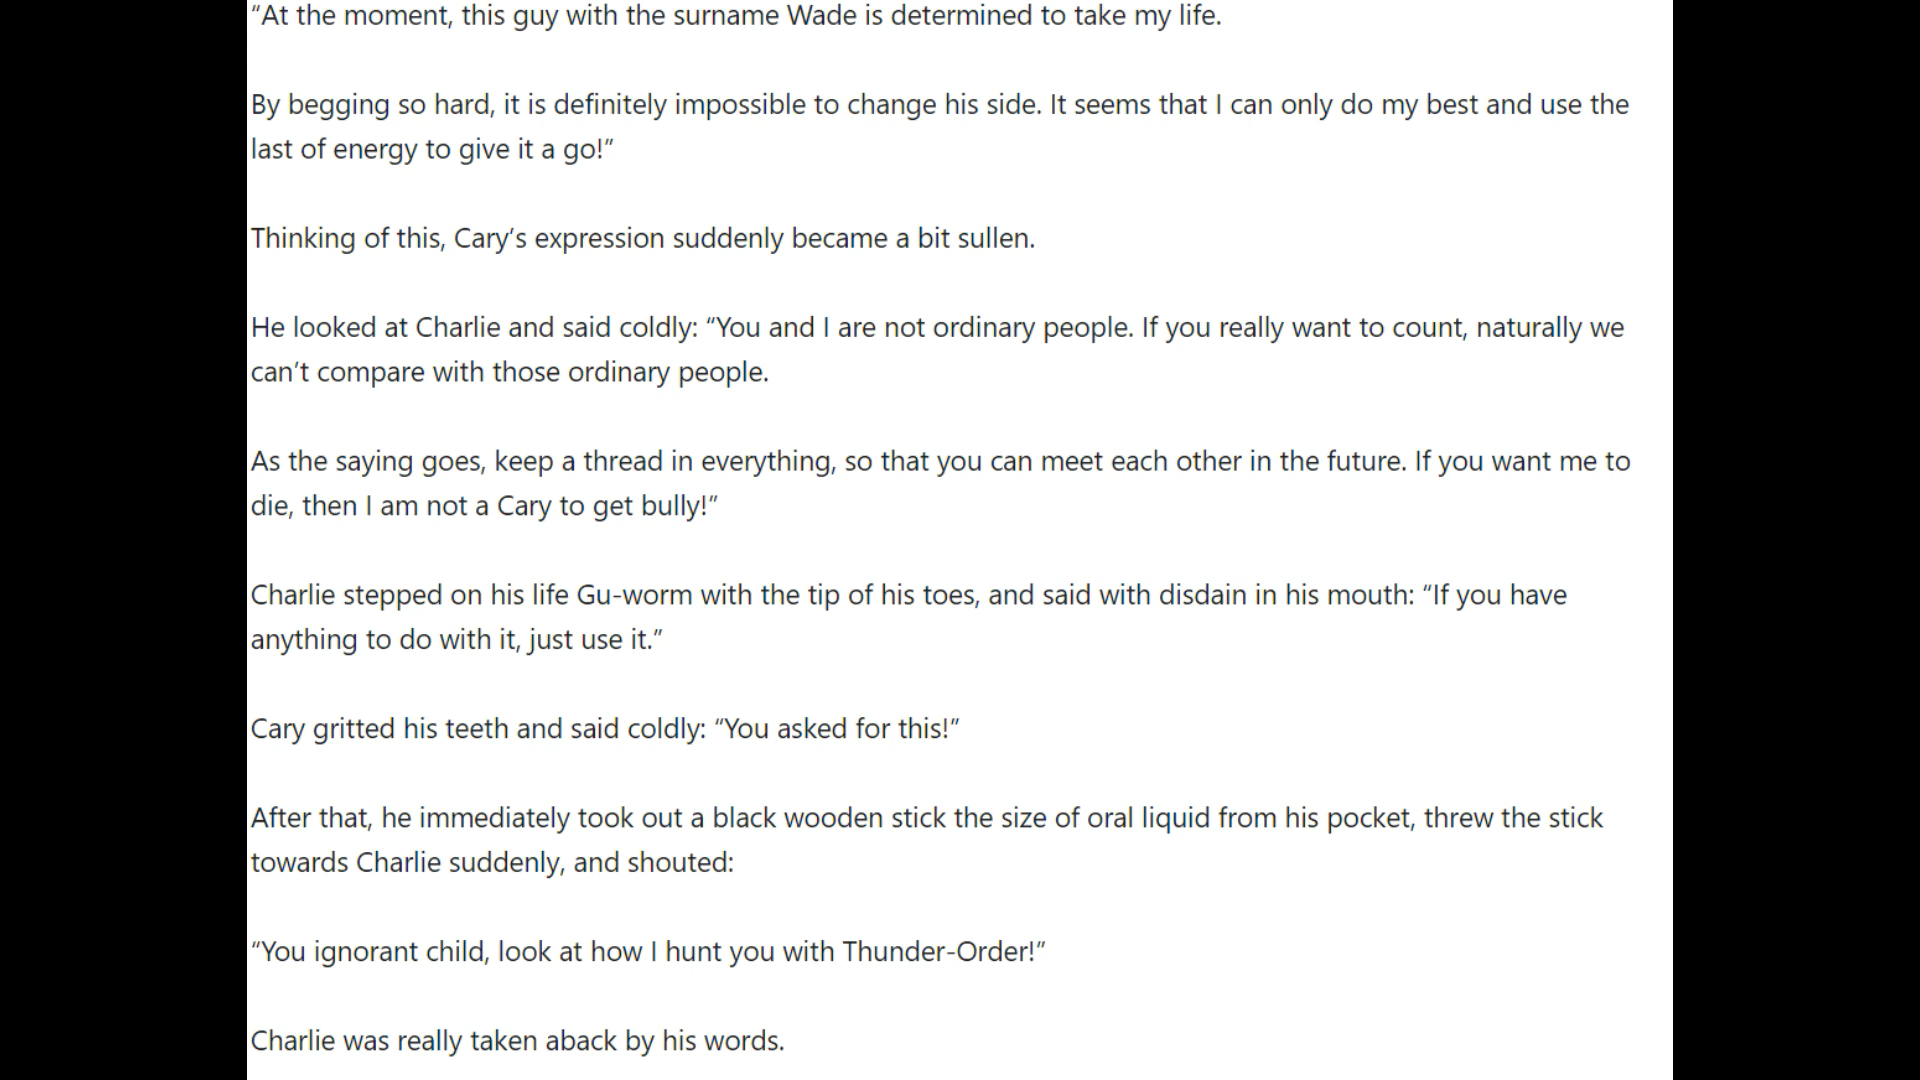 “At the moment, this guy with the surname Wade is determined to take my life.
By begging so hard, it is definitely impossible to change his side. It seems that I can only do my best and use the
last of energy to give it a go!”
Thinking of this, Cary’s expression suddenly became a bit sullen.
He looked at Charlie and said coldly: “You and I are not ordinary people. If you really want to count, naturally we
can’t compare with those ordinary people.
As the saying goes, keep a thread in everything, so that you can meet each other in the future. If you want me to
die, then I am not a Cary to get bully!”
Charlie stepped on his life Gu-worm with the tip of his toes, and said with disdain in his mouth: “If you have
anything to do with it, just use it.”
Cary gritted his teeth and said coldly: “You asked for this!”
After that, he immediately took out a black wooden stick the size of oral liquid from his pocket, threw the stick
towards Charlie suddenly, and shouted:
“You ignorant child, look at how I hunt you with Thunder-Order!”
Charlie was really taken aback by his words.